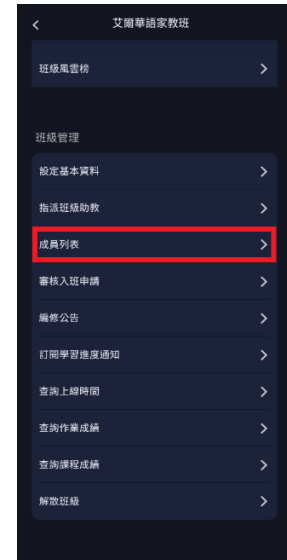 艾爾華語家教班
班級風雲榜
班級管理
設定基本資料
指派班級助教
成員列表
審核入班申請
編修公告
訂閱學習進度通知
查詢上線時間
查詢作業成績
查詢課程成績
解散班級